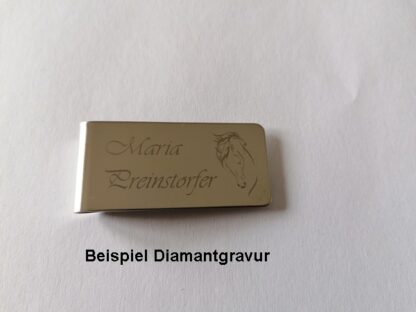 Maria
Preinstorfer
Beispiel Diamantgravur